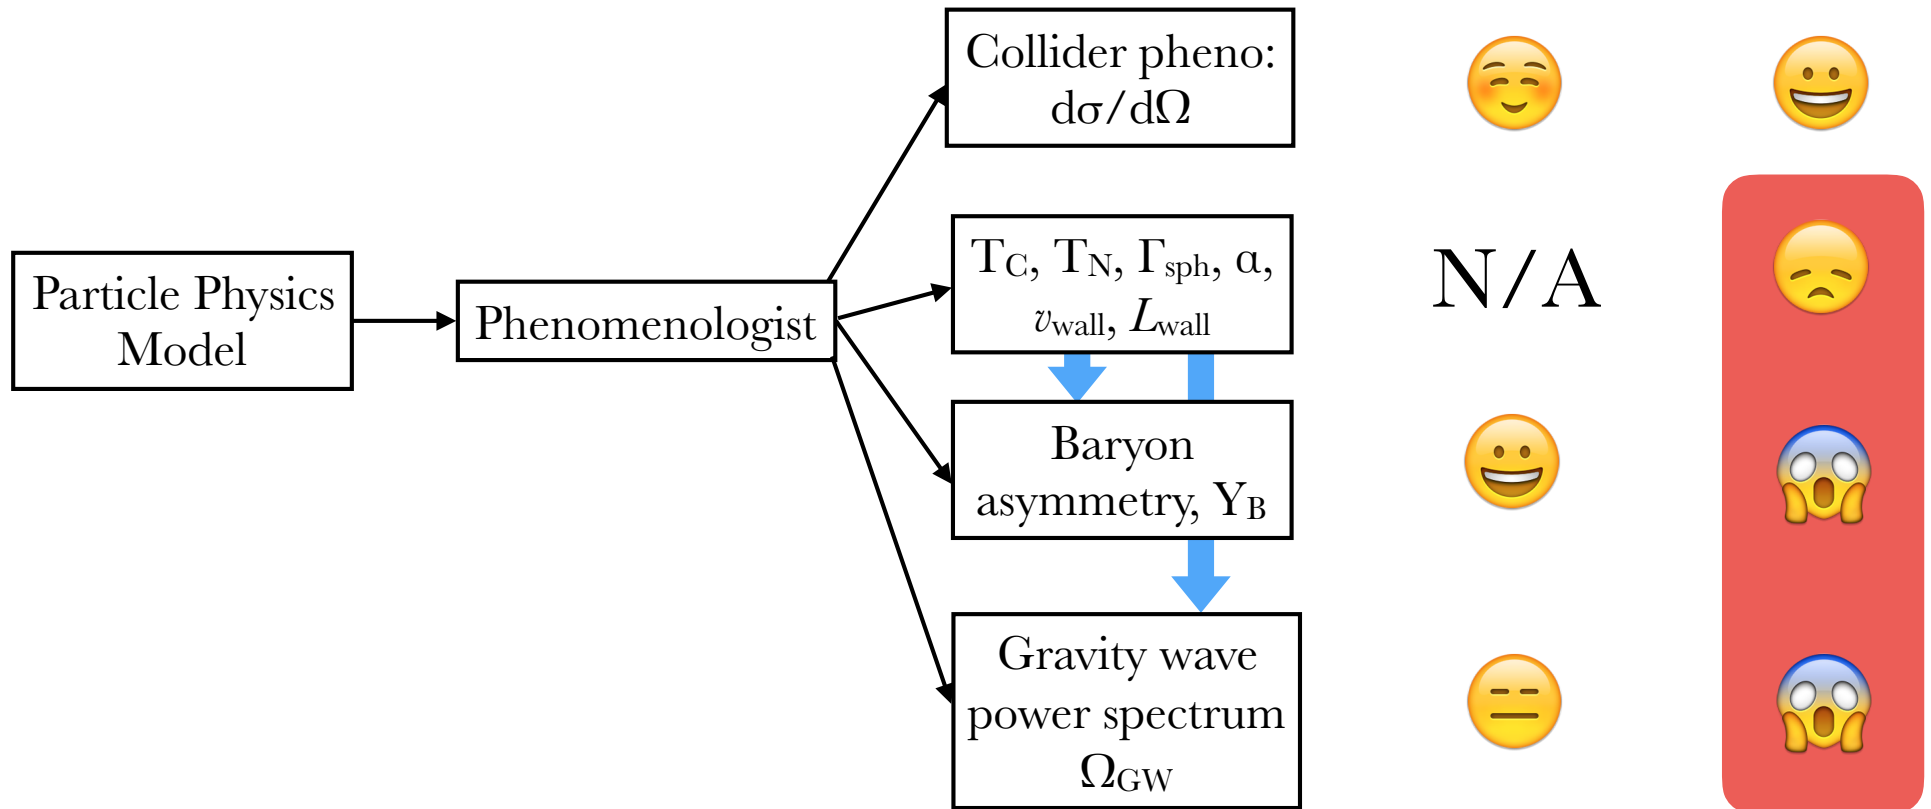 Collider pheno:
dσ/dΩ
Particle Physics
Model
Phenomenologist
T_C, T_N, Γ_sph, α,
v_wall, L_wall
N/A
Baryon
asymmetry, Y_B
Gravity wave
power spectrum
Ω_GW